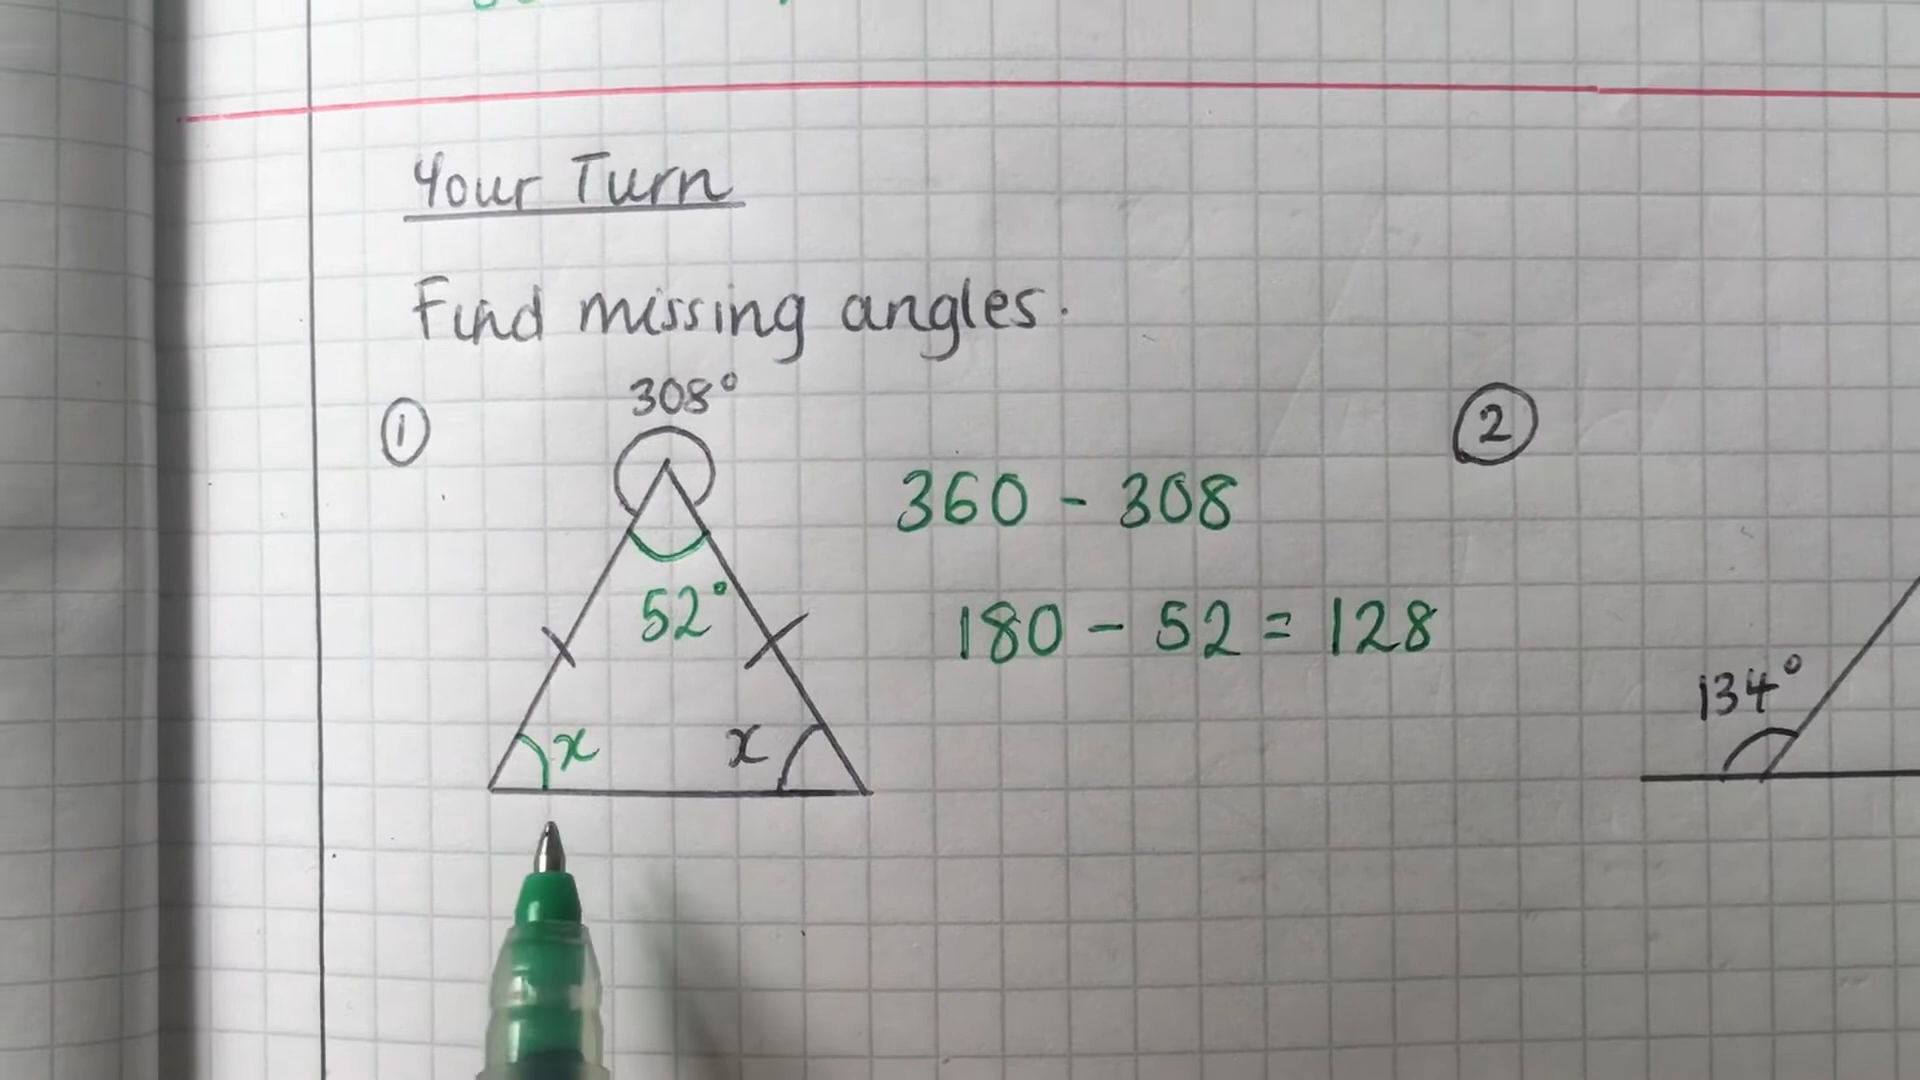 Your Turn
Find missing angles.
308°
①
②
360 - 308
52°
180 - 52 = 128
134°
x
x